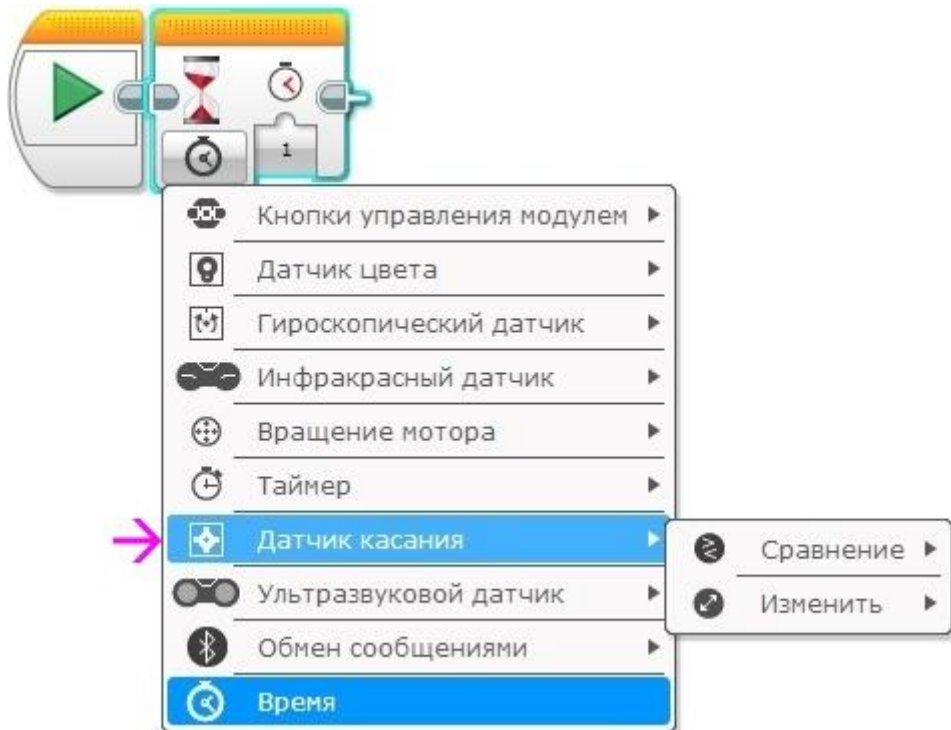 1
Кнопки управления модулем
Датчик цвета
Гироскопический датчик
Инфракрасный датчик
Вращение мотора
Таймер
Датчик касания
Сравнение
Ультразвуковой датчик
Изменить
Обмен сообщениями
Время